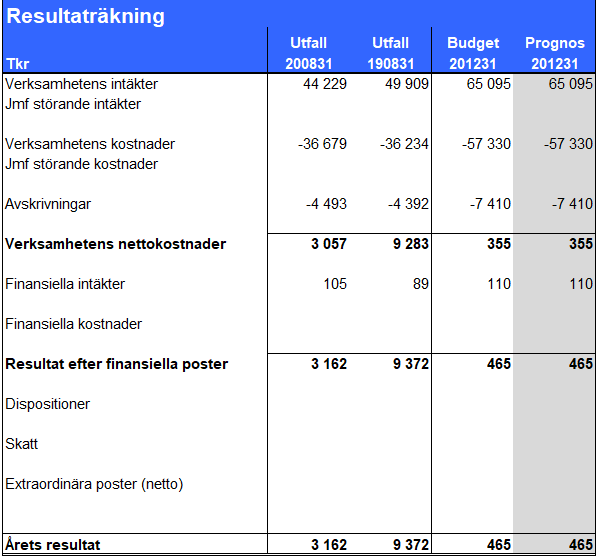 Resultaträkning
Utfall Utfall Budget Prognos
Tkr 200831 190831 201231 201231
Verksamhetens intäkter 44 229 49 909 65 095 65 095
Jmf störande intäkter
Verksamhetens kostnader -36 679 -36 234 -57 330 -57 330
Jmf störande kostnader
Avskrivningar -4 493 -4 392 -7 410 -7 410
Verksamhetens nettokostnader 3 057 9 283 355 355
Finansiella intäkter 105 89 110 110
Finansiella kostnader
Resultat efter finansiella poster 3 162 9 372 465 465
Dispositioner
Skatt
Extraordinära poster (netto)
Årets resultat 3 162 9 372 465 465